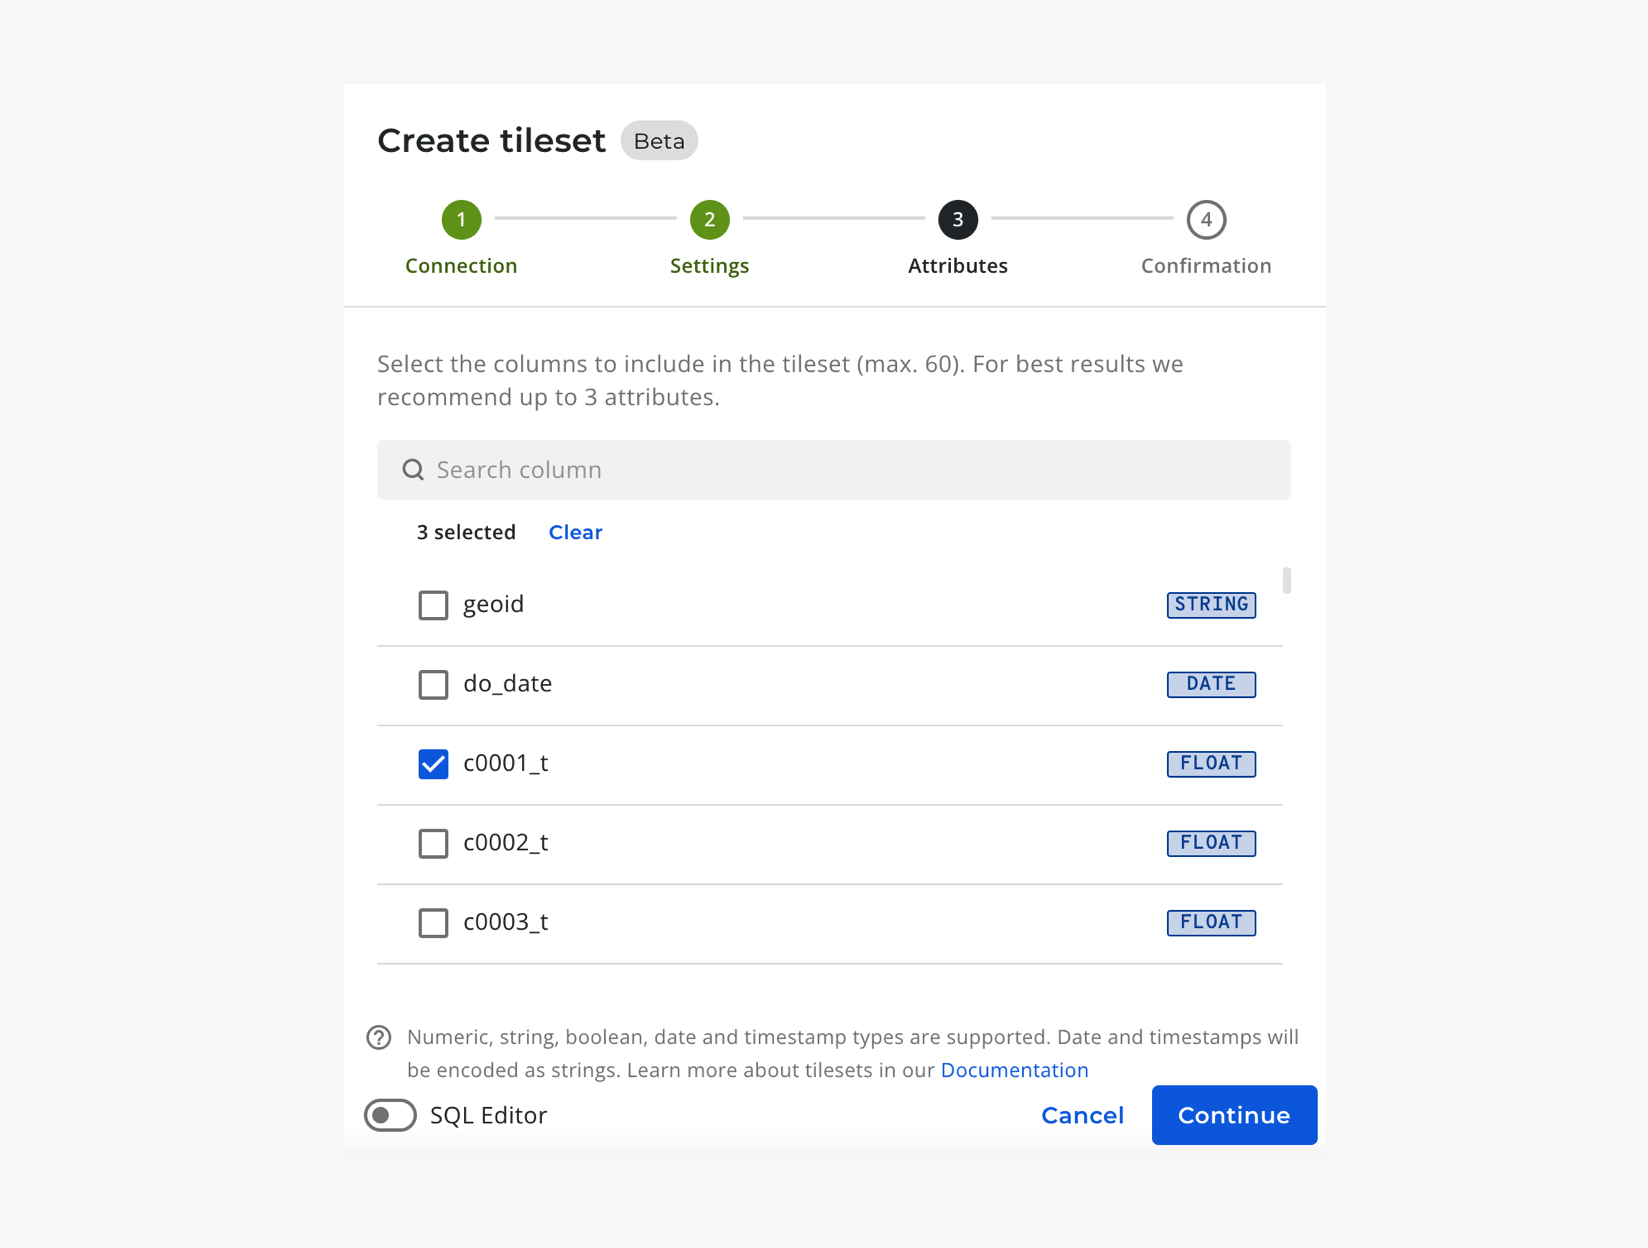 Create tileset Beta
1 2 3 4
Connection Settings Attributes Confirmation
Select the columns to include in the tileset (max. 60). For best results we
recommend up to 3 attributes.
Search column
3 selected Clear
geoid STRING
do_date DATE
c0001_t FLOAT
c0002_t FLOAT
c0003_t FLOAT
? Numeric, string, boolean, date and timestamp types are supported. Date and timestamps will
be encoded as strings. Learn more about tilesets in our Documentation
SQL Editor Cancel Continue